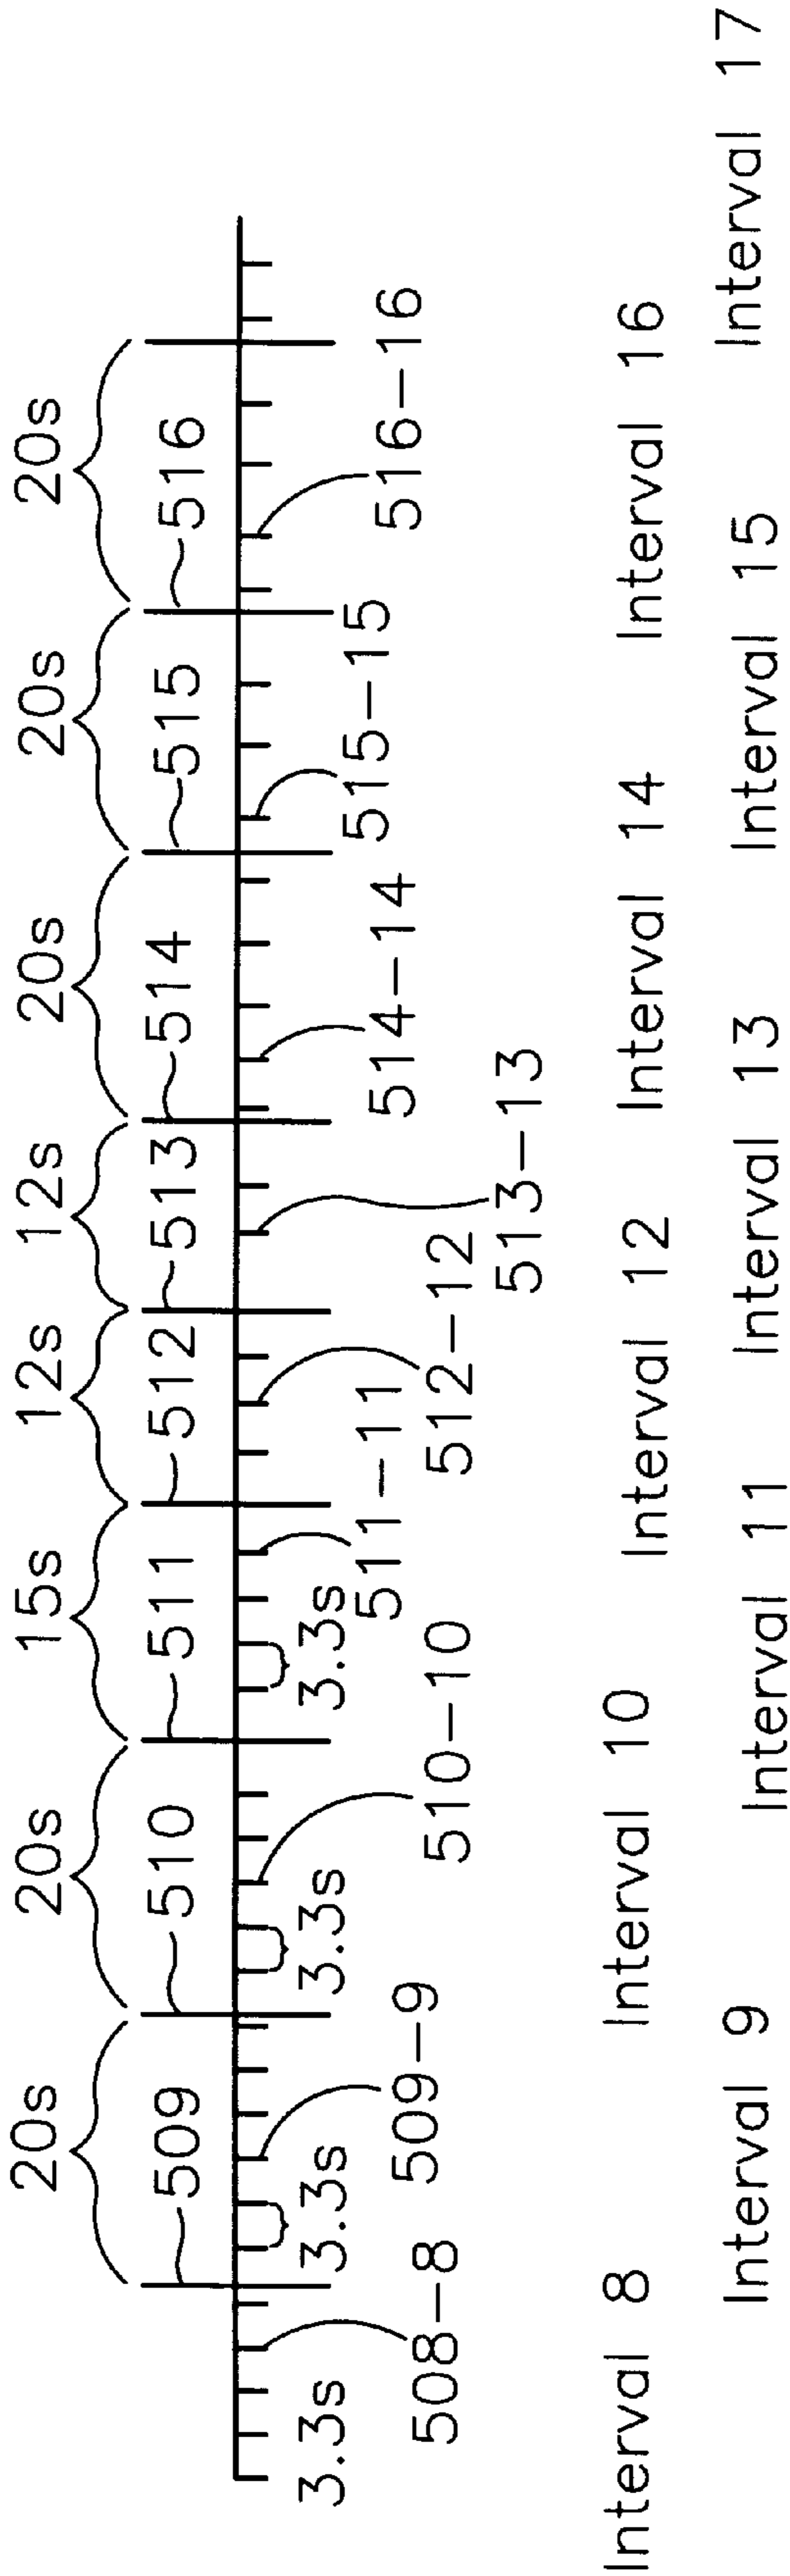 20s 20s 15s 12s 12s 20s 20s 20s
509 510 511 512 513 514 515 516
3.3s 3.3s 3.3s 3.3s
508-8 509-9 510-10 511-11 512-12 513-13 514-14 515-15 516-16
Interval 8 Interval 10 Interval 12 Interval 14 Interval 16
Interval 9 Interval 11 Interval 13 Interval 15 Interval 17